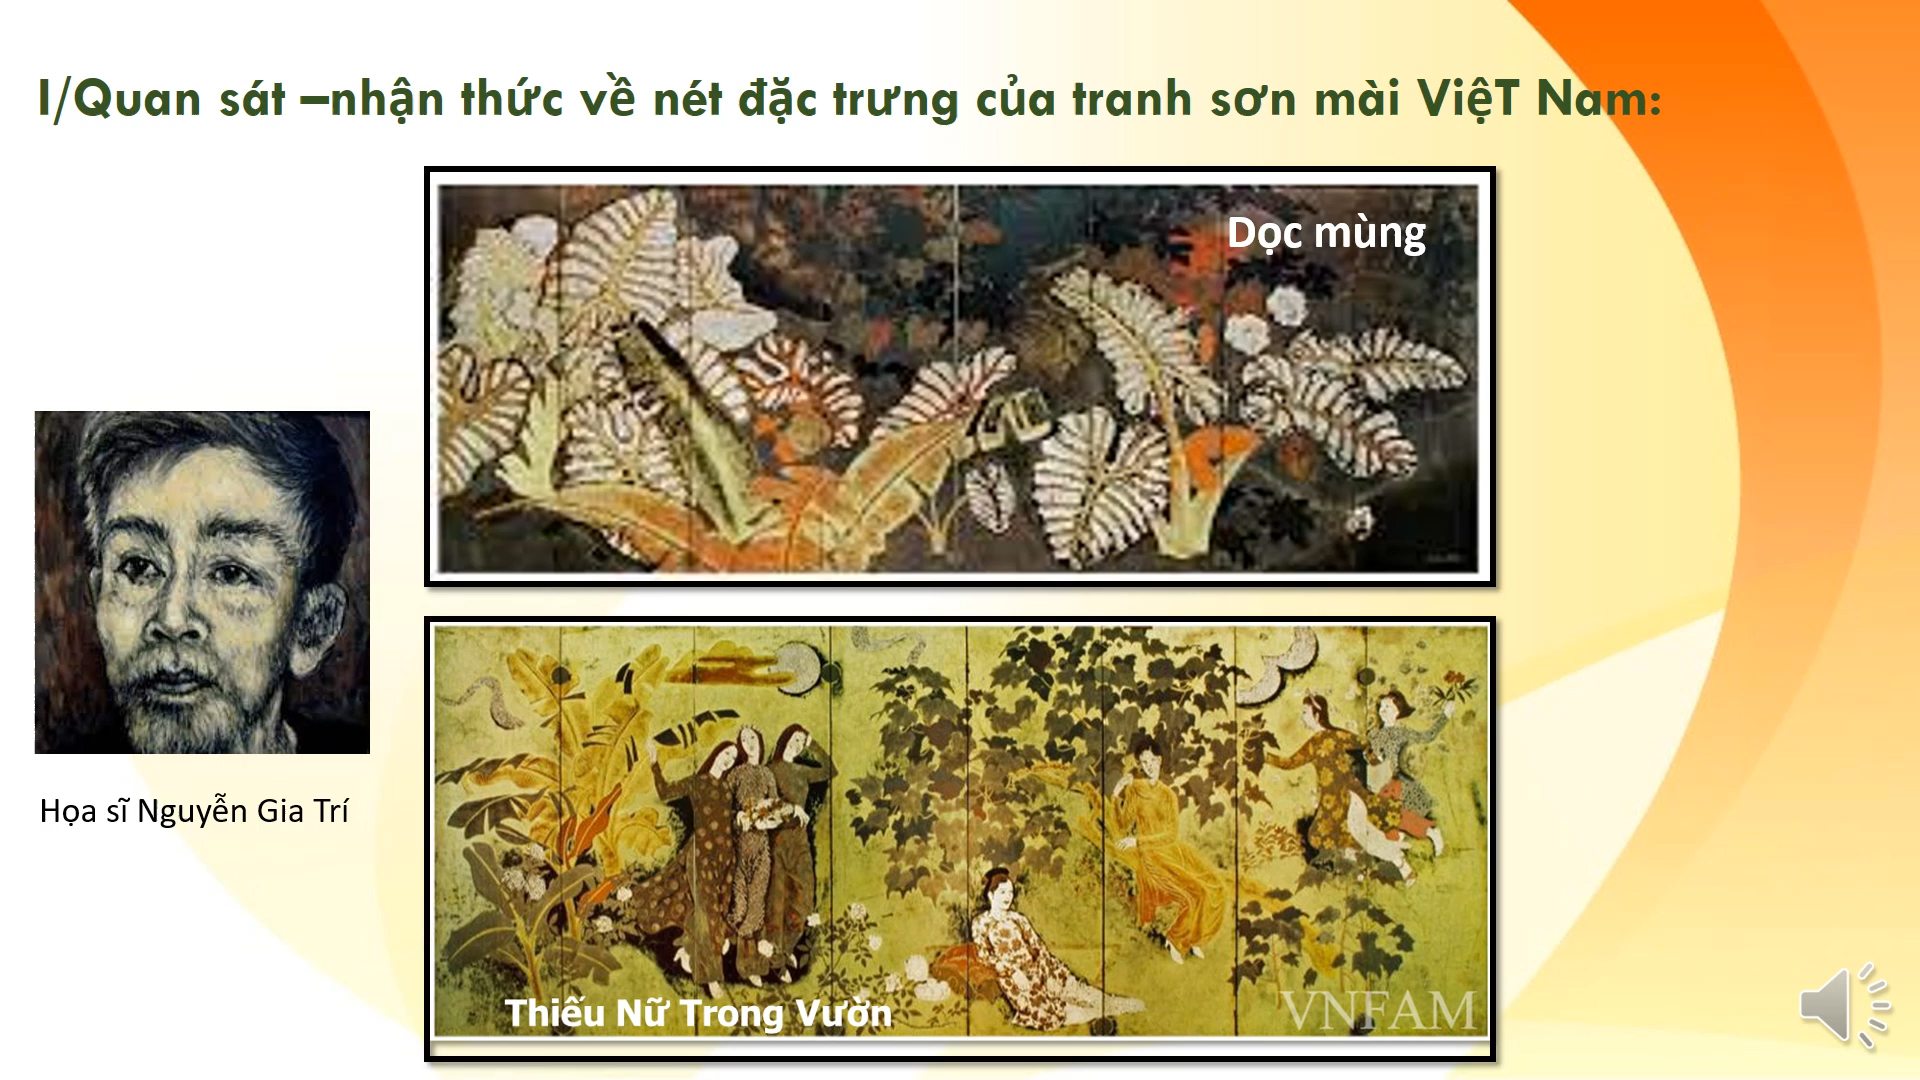 I/Quan sát –nhận thức về nét đặc trưng của tranh sơn mài ViệT Nam:
Dọc mùng
Họa sĩ Nguyễn Gia Trí
Thiếu Nữ Trong Vườn
VNFAM